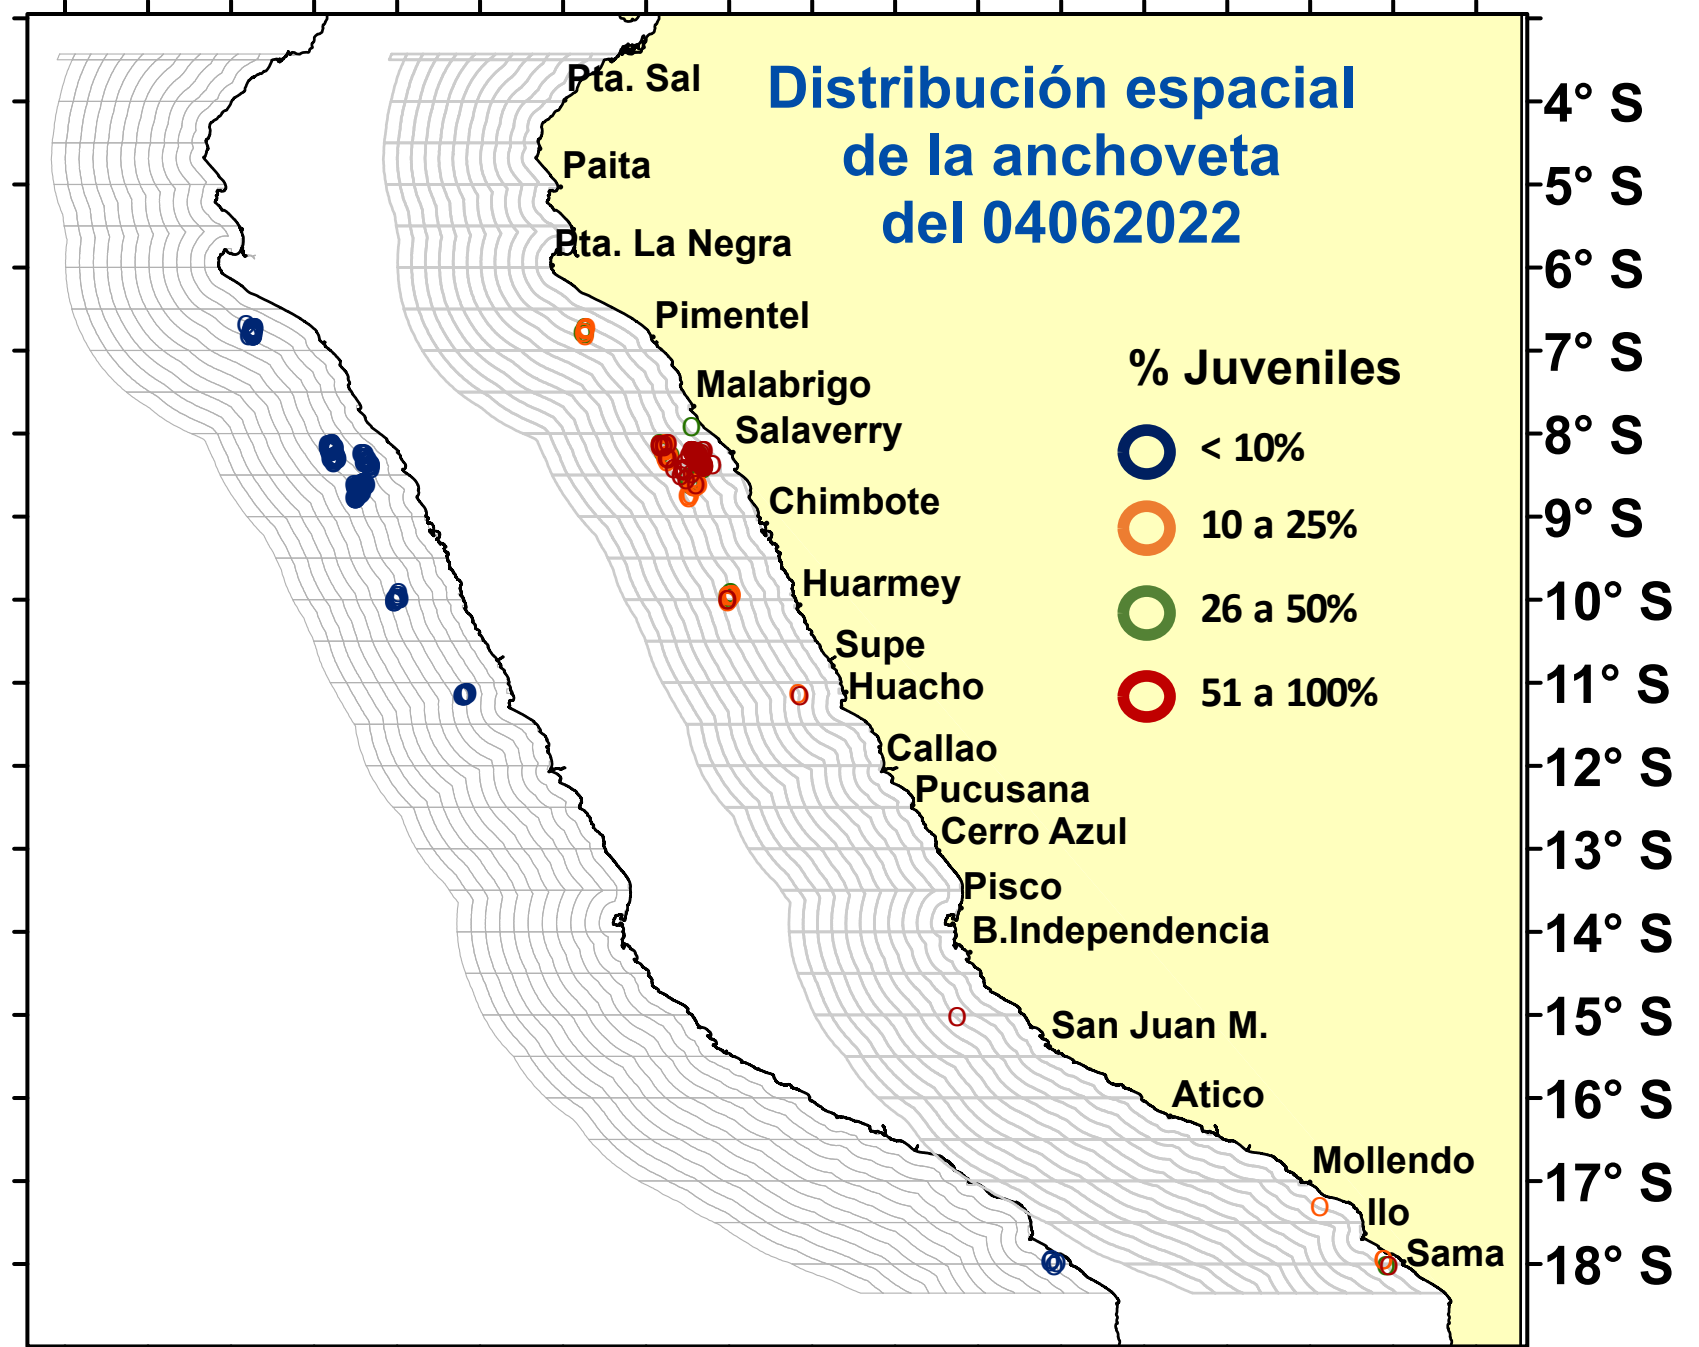 Distribución espacial
de la anchoveta
del 04062022
Pta. Sal
Paita
Pta. La Negra
Pimentel
Malabrigo
Salaverry
Chimbote
Huarmey
Supe
Huacho
Callao
Pucusana
Cerro Azul
Pisco
B.Independencia
San Juan M.
Atico
Mollendo
Ilo
Sama
% Juveniles
< 10%
10 a 25%
26 a 50%
51 a 100%
4° S
5° S
6° S
7° S
8° S
9° S
10° S
11° S
12° S
13° S
14° S
15° S
16° S
17° S
18° S